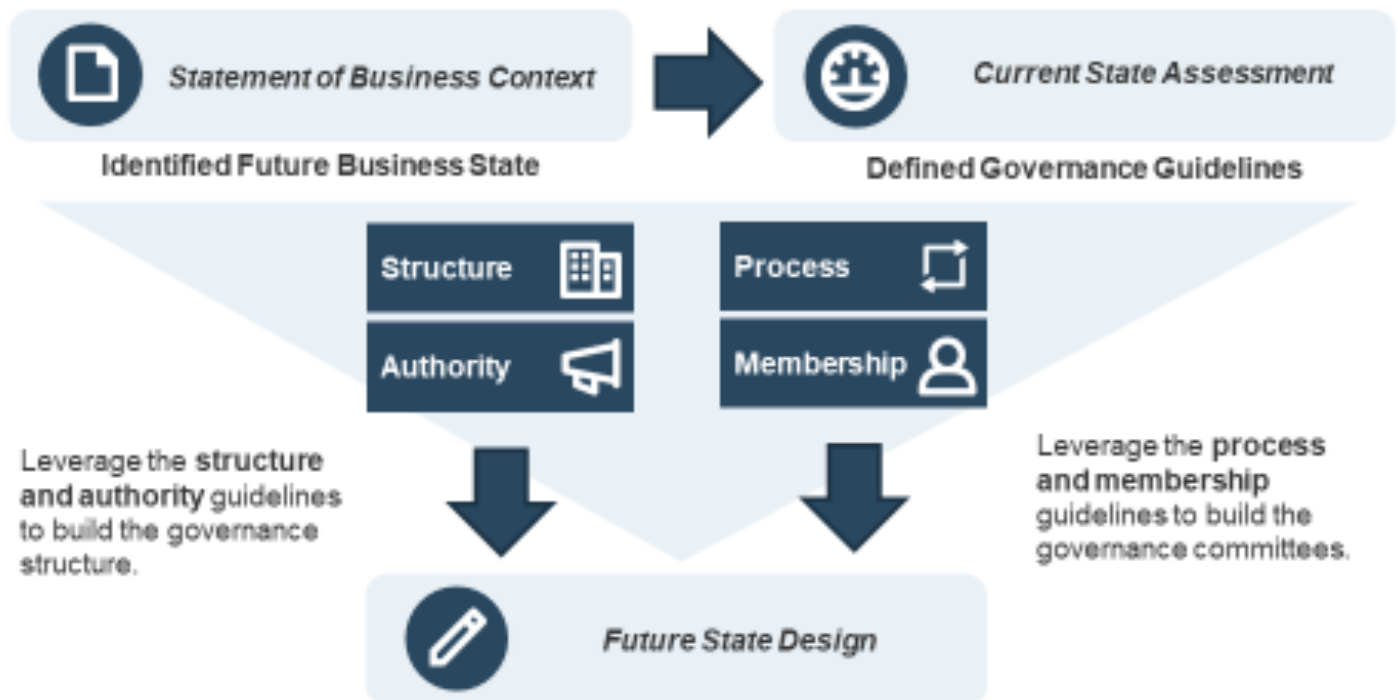 Statement of Business Context
Current State Assessment
Identified Future Business State
Defined Governance Guidelines
Structure
Process
Authority
Membership
Leverage the structure
and authority guidelines
to build the governance
structure.
Leverage the process
and membership
guidelines to build the
governance committees.
Future State Design